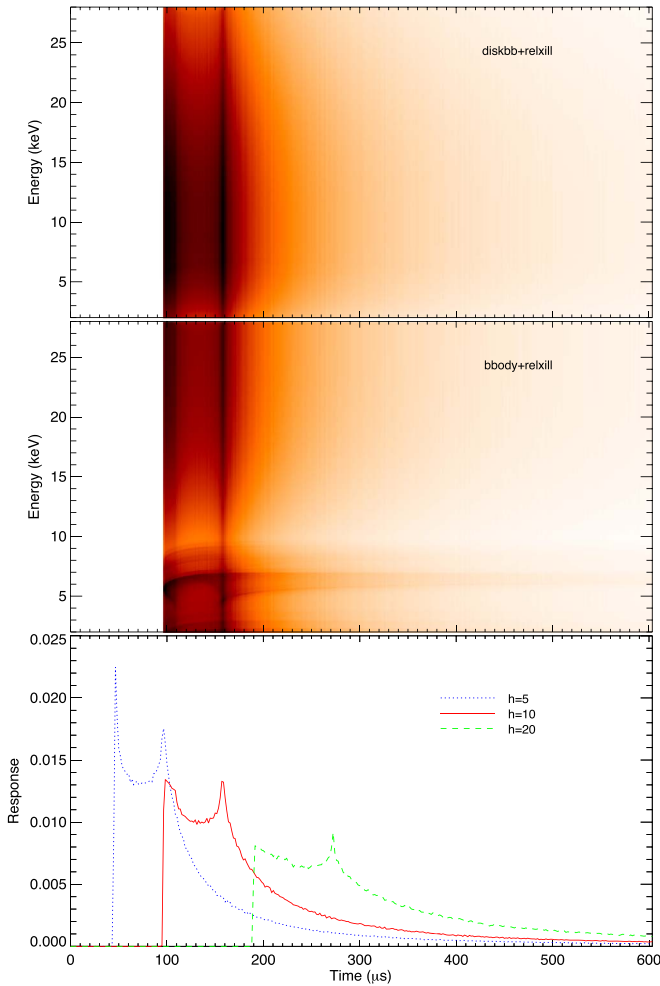 25
20
15
10
5
Energy (keV)
diskbb+relxill
25
20
15
10
5
Energy (keV)
bbody+relxill
0.025
0.020
0.015
0.010
0.005
0.000
Response
h=5
h=10
h=20
0 100 200 300 400 500 600
Time (μs)